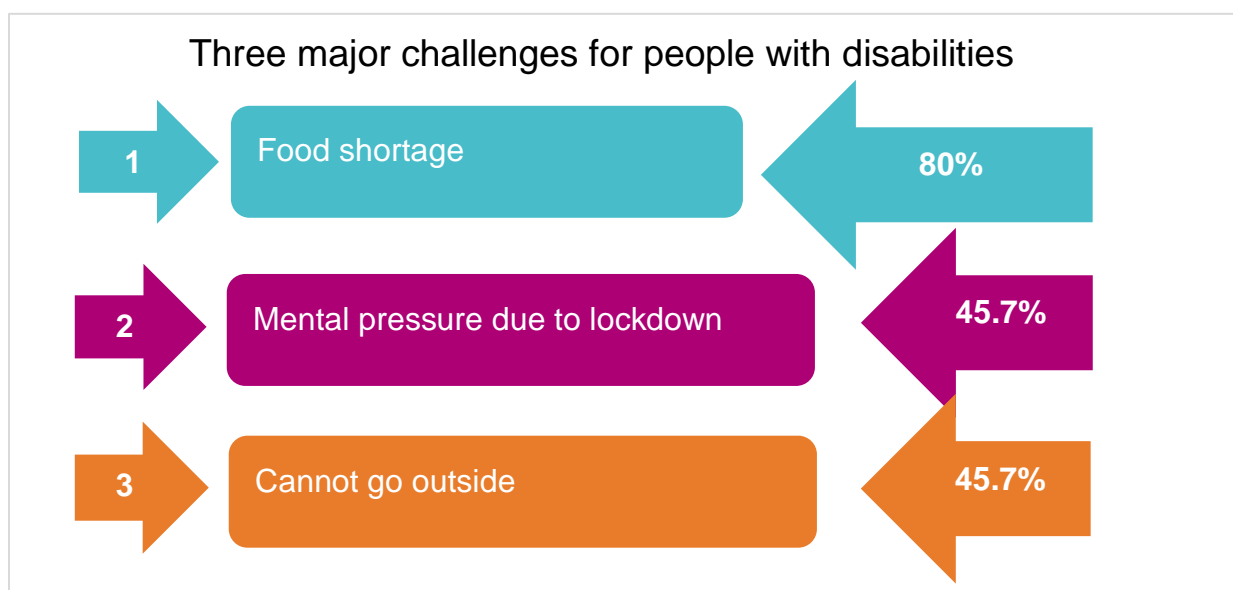 Three major challenges for people with disabilities
1 Food shortage 80%
2 Mental pressure due to lockdown 45.7%
3 Cannot go outside 45.7%